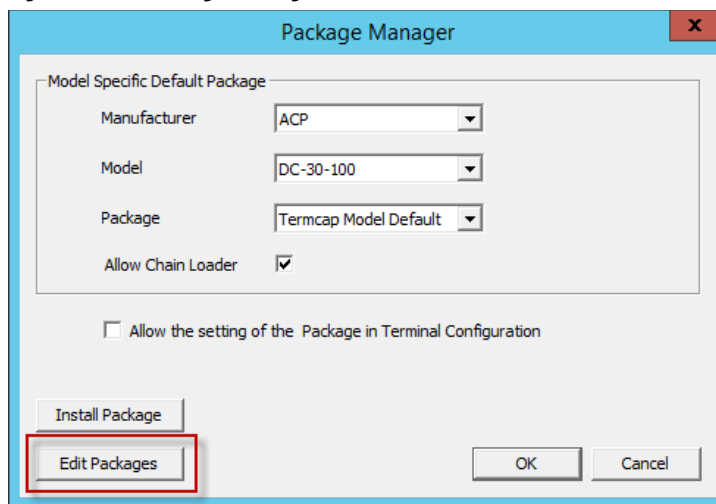 Package Manager
x
Model Specific Default Package
Manufacturer ACP
Model DC-30-100
Package Termcap Model Default
Allow Chain Loader
Allow the setting of the Package in Terminal Configuration
Install Package
Edit Packages OK Cancel